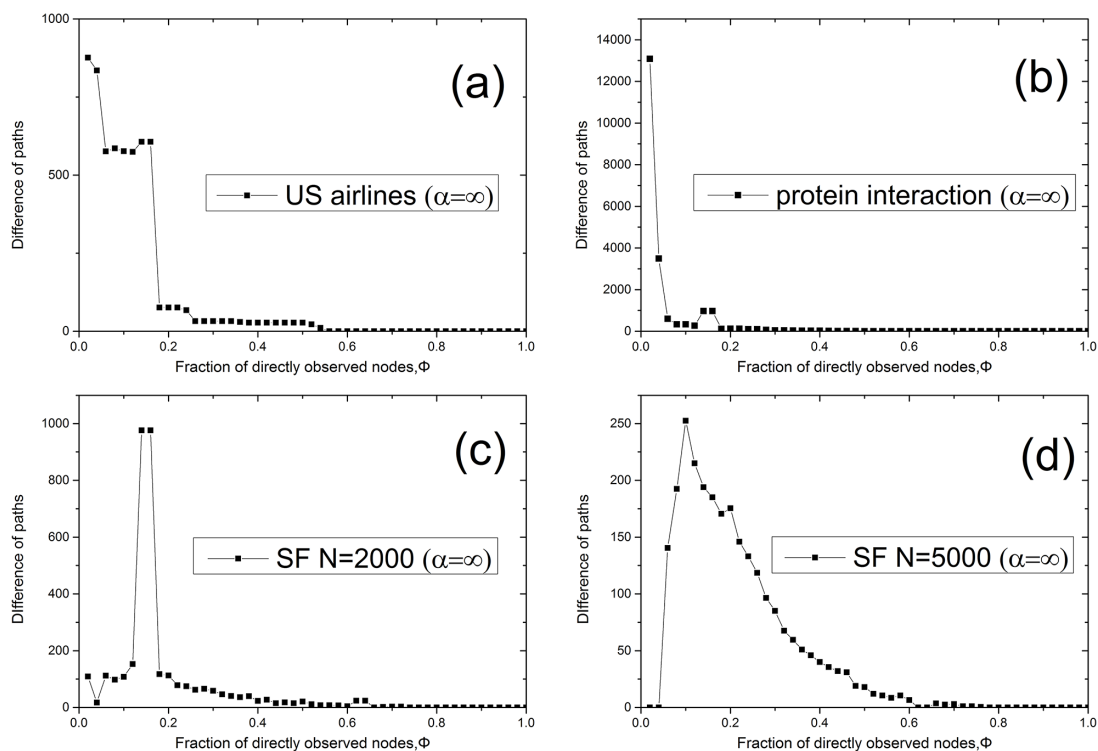 1000
500
0
Difference of paths
(a)
US airlines (α=∞)
0.0 0.2 0.4 0.6 0.8 1.0
Fraction of directly observed nodes,Φ
14000
12000
10000
8000
6000
4000
2000
0
Difference of paths
(b)
protein interaction (α=∞)
0.0 0.2 0.4 0.6 0.8 1.0
Fraction of directly observed nodes,Φ
1000
800
600
400
200
0
Difference of paths
(c)
SF N=2000 (α=∞)
0.0 0.2 0.4 0.6 0.8 1.0
Fraction of directly observed nodes,Φ
250
200
150
100
50
0
DIfference of paths
(d)
SF N=5000 (α=∞)
0.0 0.2 0.4 0.6 0.8 1.0
Fraction of directly observed nodes,Φ